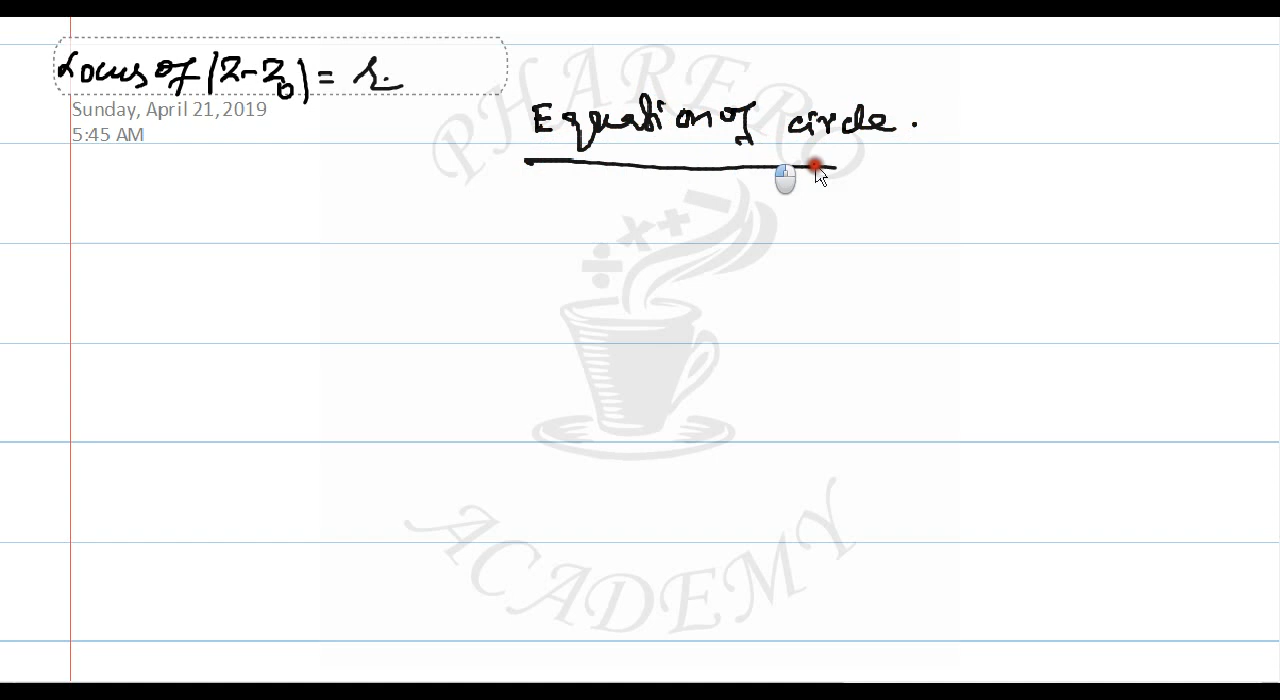 Locus of |Z-Z0| = r.
Sunday, April 21, 2019
5:45 AM
Equation of circle.
PHARERO
ACADEMY